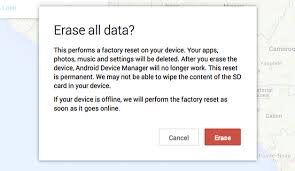 Erase all data?
This performs a factory reset on your device. Your apps,
photos, music and settings will be deleted. After you erase
the device, Android Device Manager will no longer work. This reset
is permanent. We may not be able to wipe the content of the SD
card in your device.
If your device is offline, we will perform the factory reset as
soon as it goes online.
Cancel
Erase
Cameroon
Gabon